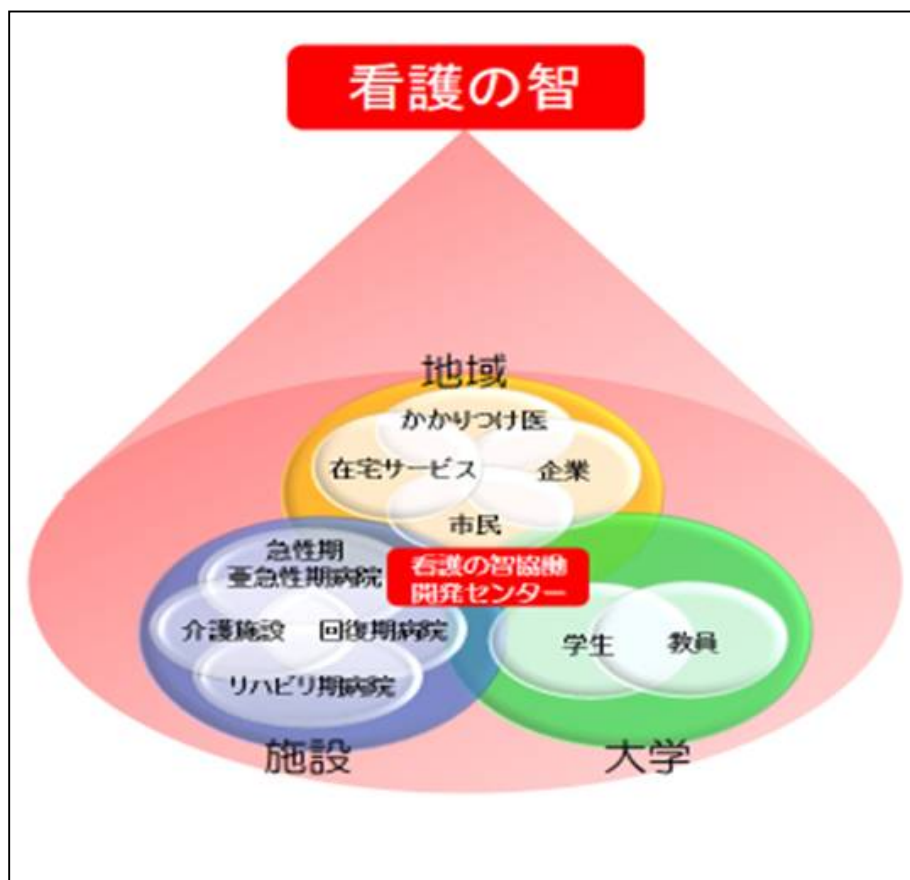 看護の智
地域
かかりつけ医
在宅サービス
企業
市民
急性期
亜急性期病院
看護の智協働
開発センター
介護施設
回復期病院
学生
教員
リハビリ期病院
施設
大学